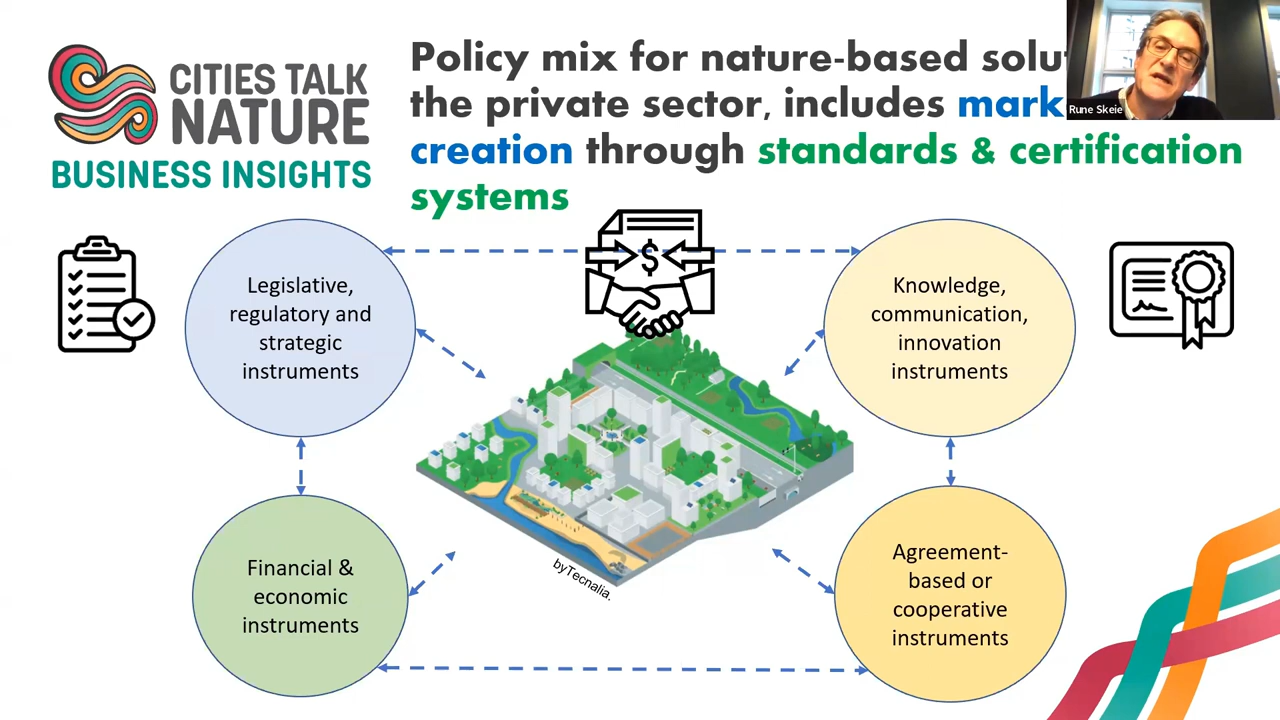 CITIES TALK
NATURE
BUSINESS INSIGHTS
Policy mix for nature-based
the private sector, includes
creation through standards & certification
systems
Rune Skeie
Legislative,
regulatory and
strategic
instruments
Knowledge,
communication,
innovation
instruments
Financial &
economic
instruments
Agreement-
based or
cooperative
instruments
byTecnalia.